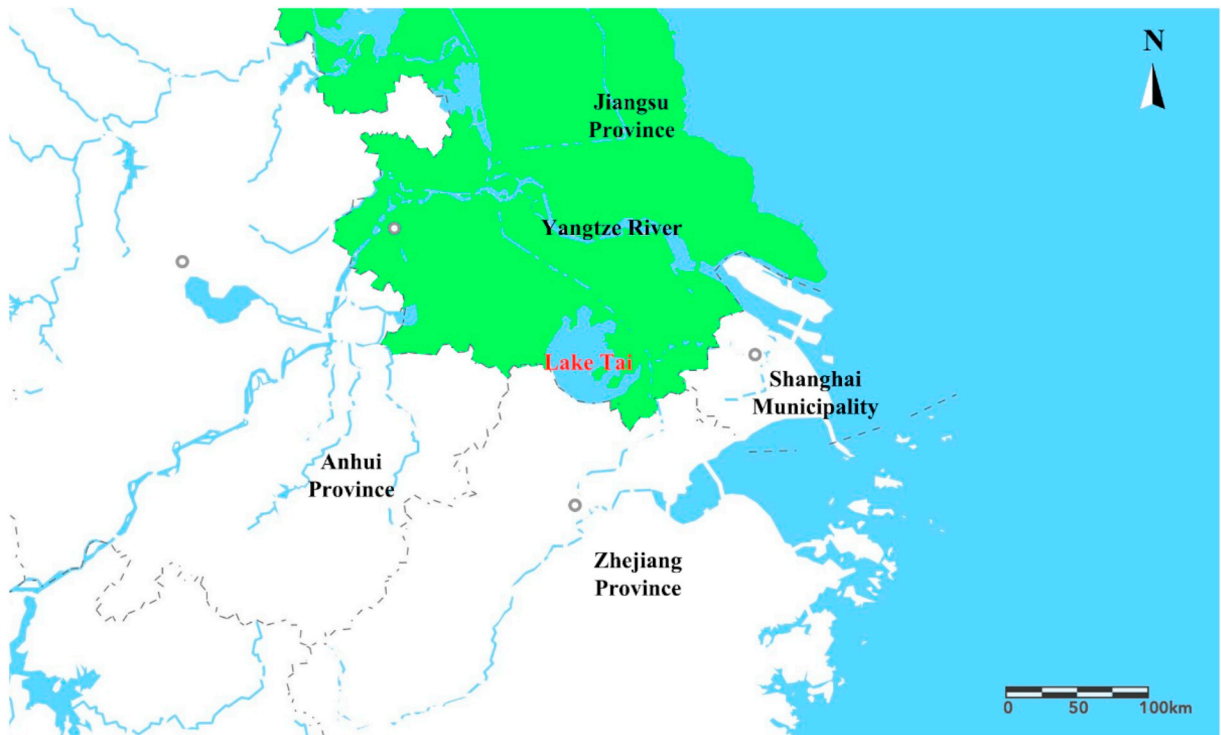 N
Jiangsu
Province
Yangtze River
Lake Tai
Shanghai
Municipality
Anhui
Province
Zhejiang
Province
0 50 100km